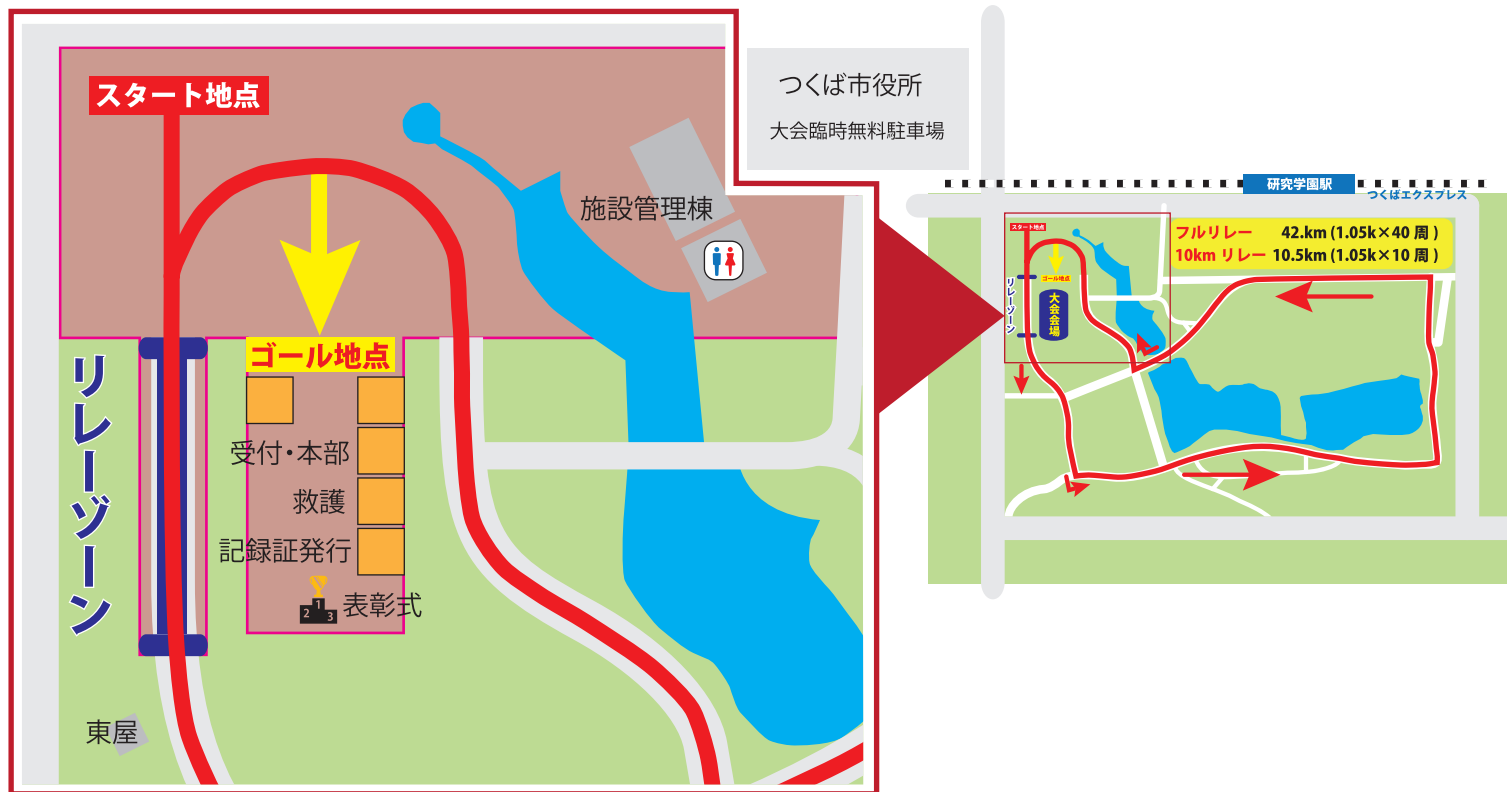 スタート地点
つくば市役所
大会臨時無料駐車場
施設管理棟
ゴール地点
リレーゾーン
受付・本部
救護
記録証発行
1
2
3
表彰式
東屋
研究学園駅
つくばエクスプレス
フルリレー 42.km (1.05k×40 周 )
10km リレー 10.5km (1.05k×10 周 )
スタート地点
ゴール地点
リレーゾーン
大会会場